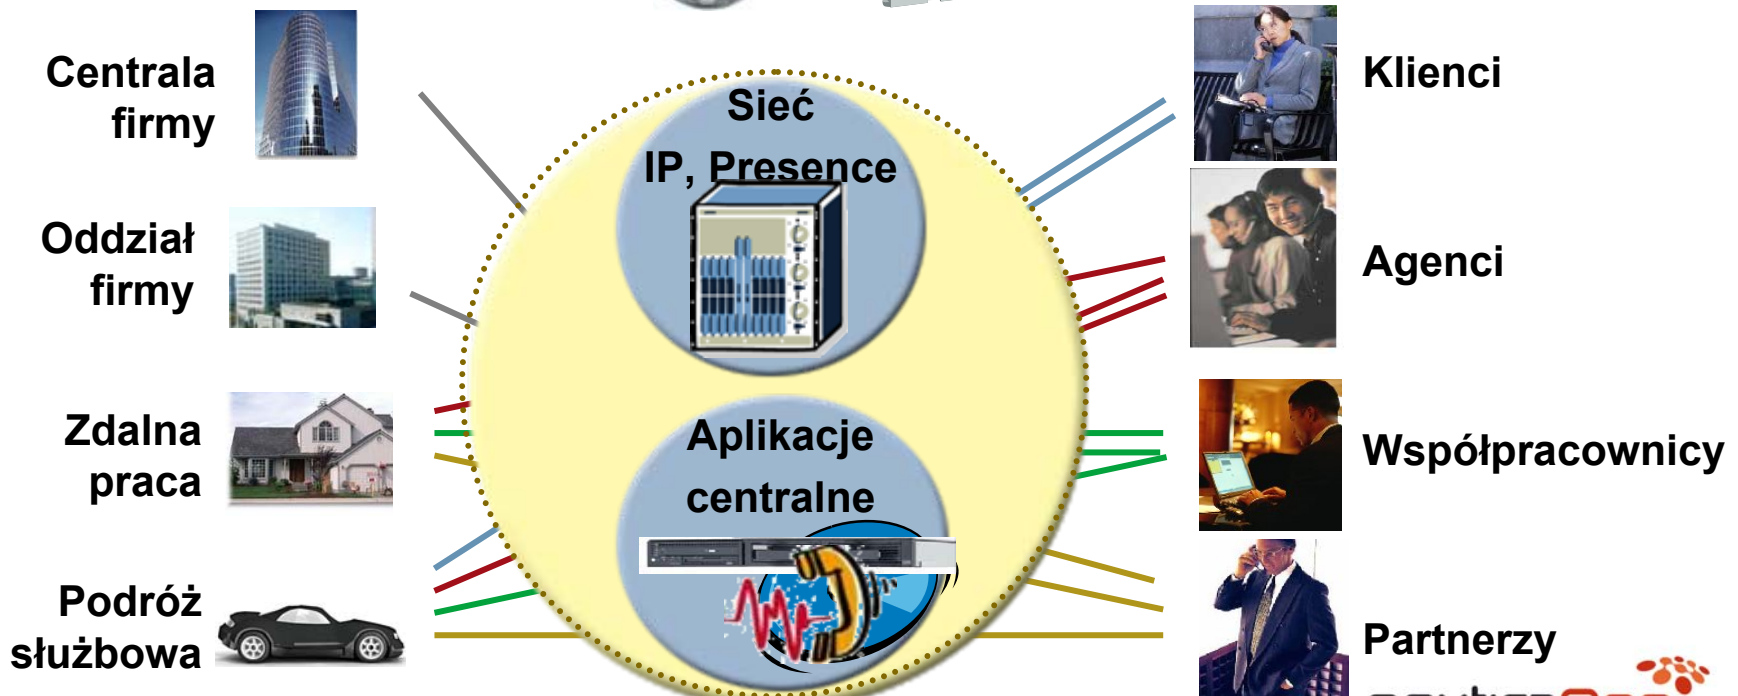 Centrala
firmy
Oddział
firmy
Zdalna
praca
Podróż
służbowa
Sieć
IP, Presence
Aplikacje
centralne
Klienci
Agenci
Współpracownicy
Partnerzy